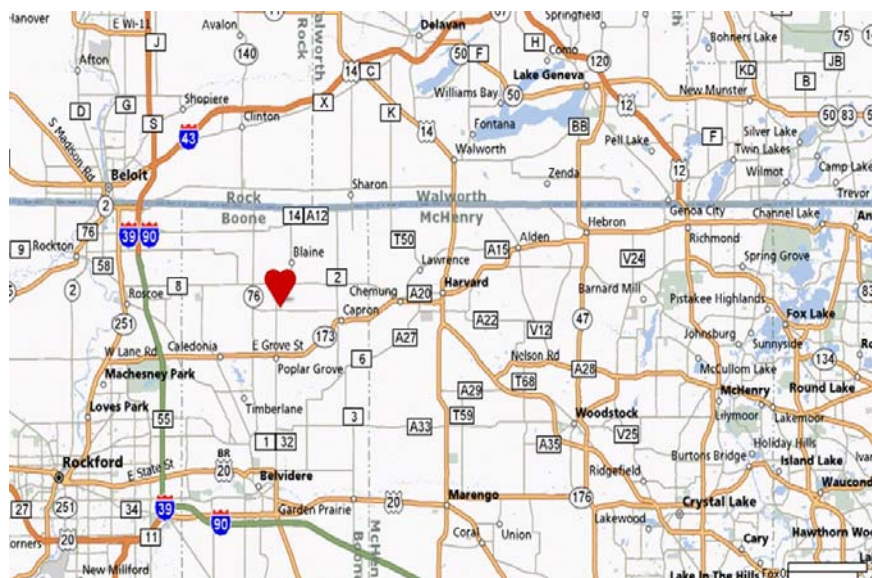 Hanover
E Wi-11
J
Avalon
11
Walworth
Rock
Delavan
67
Springfield
Bohners Lake
75
14
Afton
140
50
F
H
Como
120
JB
14
C
Lake Geneva
KD
B
D
G
Shopiere
X
Williams Bay
50
New Munster
S Madison Rd
S
Clinton
K
12
50
83
43
14
Fontana
BB
F
Silver Lake
Walworth
Pell Lake
Twin Lakes
Beloit
12
Wilmot
Camp Lake
Sharon
Zenda
Trevor
2
Rock
Boone
Walworth
McHenry
Genoa City
Channel Lake
14
A12
An
76
39
90
Hebron
9
Rockton
Blaine
T50
A15
Alden
Richmond
58
Lawrence
V24
Spring Grove
8
2
Roscoe
76
Chemung
A20
Harvard
Barnard Mill
Pistakee Highlands
83
2
Capron
Fox Lake
251
173
A22
47
E Grove St
A27
V12
Johnsburg
Sunnyside
W Lane Rd
Caledonia
6
Nelson Rd
134
Machesney Park
Poplar Grove
A28
McCullom Lake
T68
Round Lake
Loves Park
Timberlane
A29
McHenry
55
3
T59
Woodstock
Lilymoor
Lakemoor
A33
V25
1
32
A35
Holiday Hills
BR
Rockford
E State St
20
Ridgefield
Burtons Bridge
Island Lake
Belvidere
Wauconda
251
39
Garden Prairie
20
Marengo
176
Crystal Lake
27
34
90
McHenry
Boone
Union
Lakewood
Hawthorn Woods
20
11
Coral
Cary
New Millford
Lake In The Hills